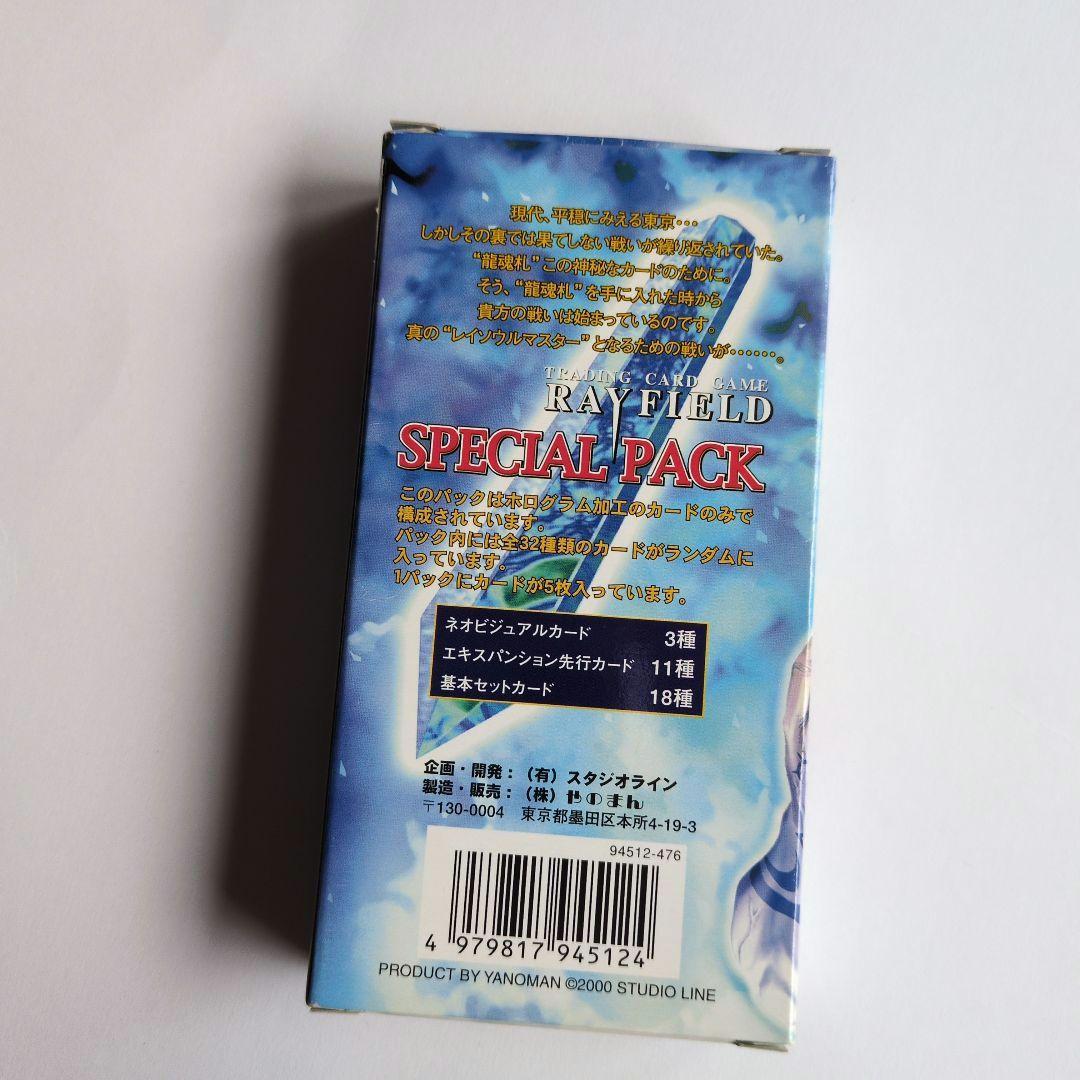 現代、平穏にみえる東京・・・
しかしその裏では果てしない戦いが繰り返されていた。
“龍魂札”この神秘なカードのために。
そう、“龍魂札”を手に入れた時から
貴方の戦いは始まっているのです。
真の“レイソウルマスター”となるための戦いが・・・・・・。
TRADING CARD GAME
RAYFIELD
SPECIAL PACK
このパックはホログラム加工のカードのみで
構成されています。
パック内には全32種類のカードがランダムに
入っています。
1パックにカードが5枚入っています。
ネオビジュアルカード 3種
エキスパンション先行カード 11種
基本セットカード 18種
企画・開発：（有）スタジオライン
製造・販売：（株）やのまん
〒130-0004 東京都墨田区本所4-19-3
94512-476
4 979817 945124
PRODUCT BY YANOMAN ©2000 STUDIO LINE